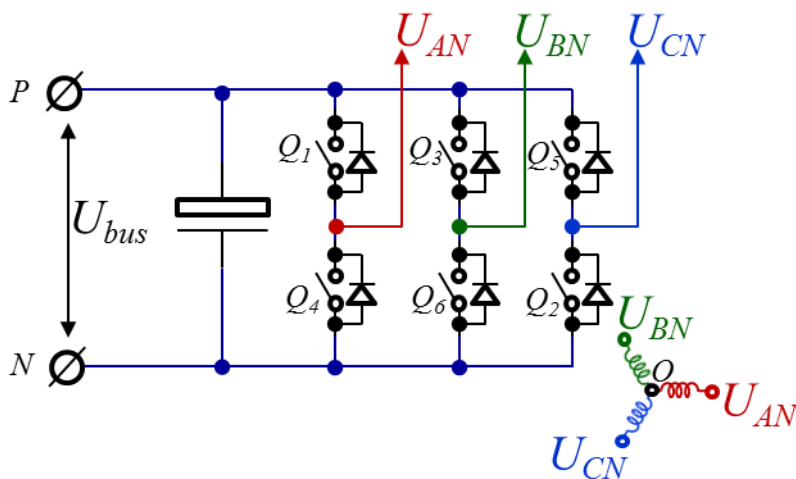 U_AN U_BN U_CN
P
Q_1 Q_3 Q_5
U_bus
Q_4 Q_6 Q_2
N
U_BN
O
U_AN
U_CN